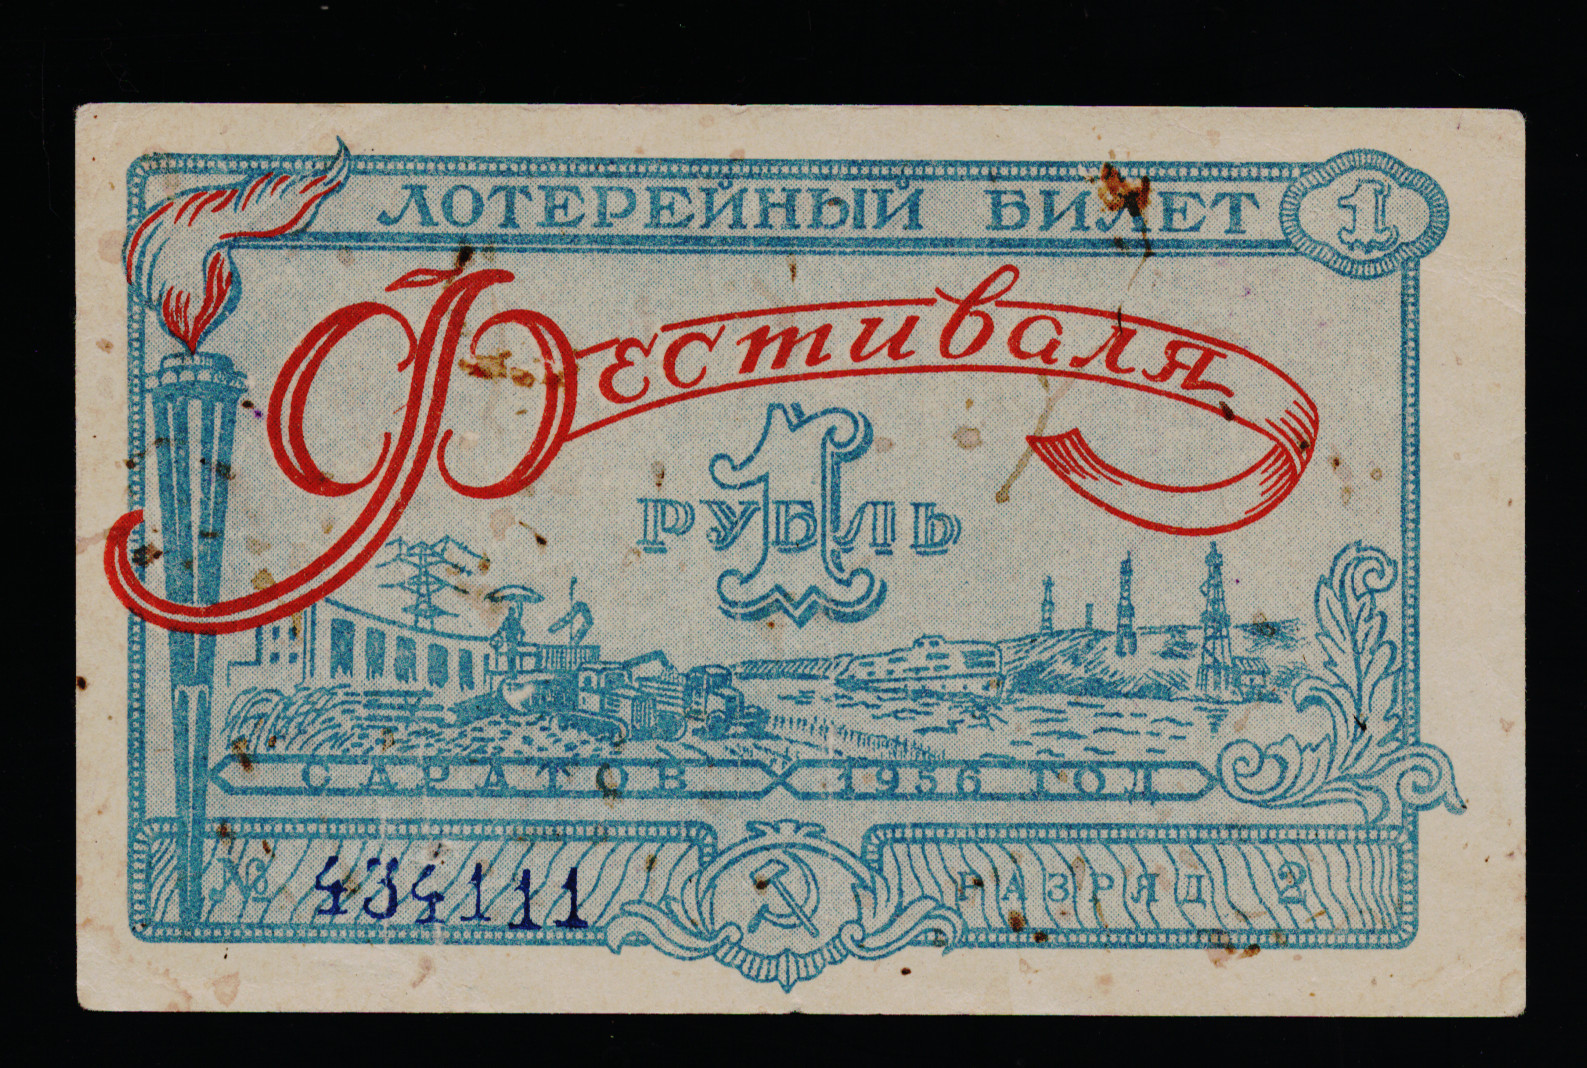 ЛОТЕРЕЙНЫЙ БИЛЕТ 1
Фестиваля
1 РУБЛЬ
САРАТОВ 1956 ГОД
№ 434111 РАЗРЯД 2